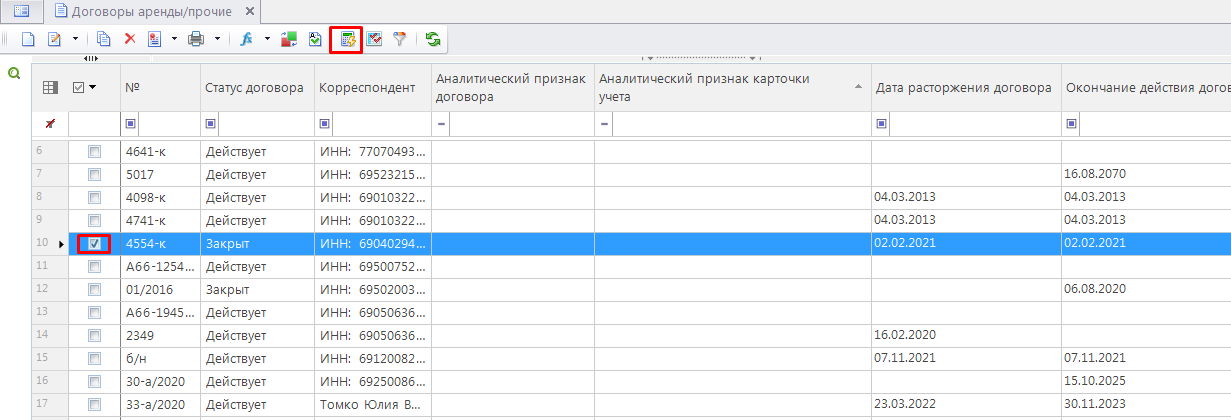 Договоры аренды/прочие
№ Статус договора Корреспондент Аналитический признак договора Аналитический признак карточки учета Дата расторжения договора Окончание действия догов
6 4641-к Действует ИНН: 77070493...
7 5017 Действует ИНН: 69523215... 16.08.2070
8 4098-к Действует ИНН: 69010322... 04.03.2013 04.03.2013
9 4741-к Действует ИНН: 69010322... 04.03.2013 04.03.2013
10 4554-к Закрыт ИНН: 69040294... 02.02.2021 02.02.2021
11 А66-1254... Действует ИНН: 69500752...
12 01/2016 Закрыт ИНН: 69502003... 06.08.2020
13 А66-1945... Действует ИНН: 69050636...
14 2349 Действует ИНН: 69050636... 16.02.2020
15 б/н Действует ИНН: 69120082... 07.11.2021 07.11.2021
16 30-а/2020 Действует ИНН: 69250086... 15.10.2025
17 33-а/2020 Действует Томко Юлия В... 23.03.2022 30.11.2023